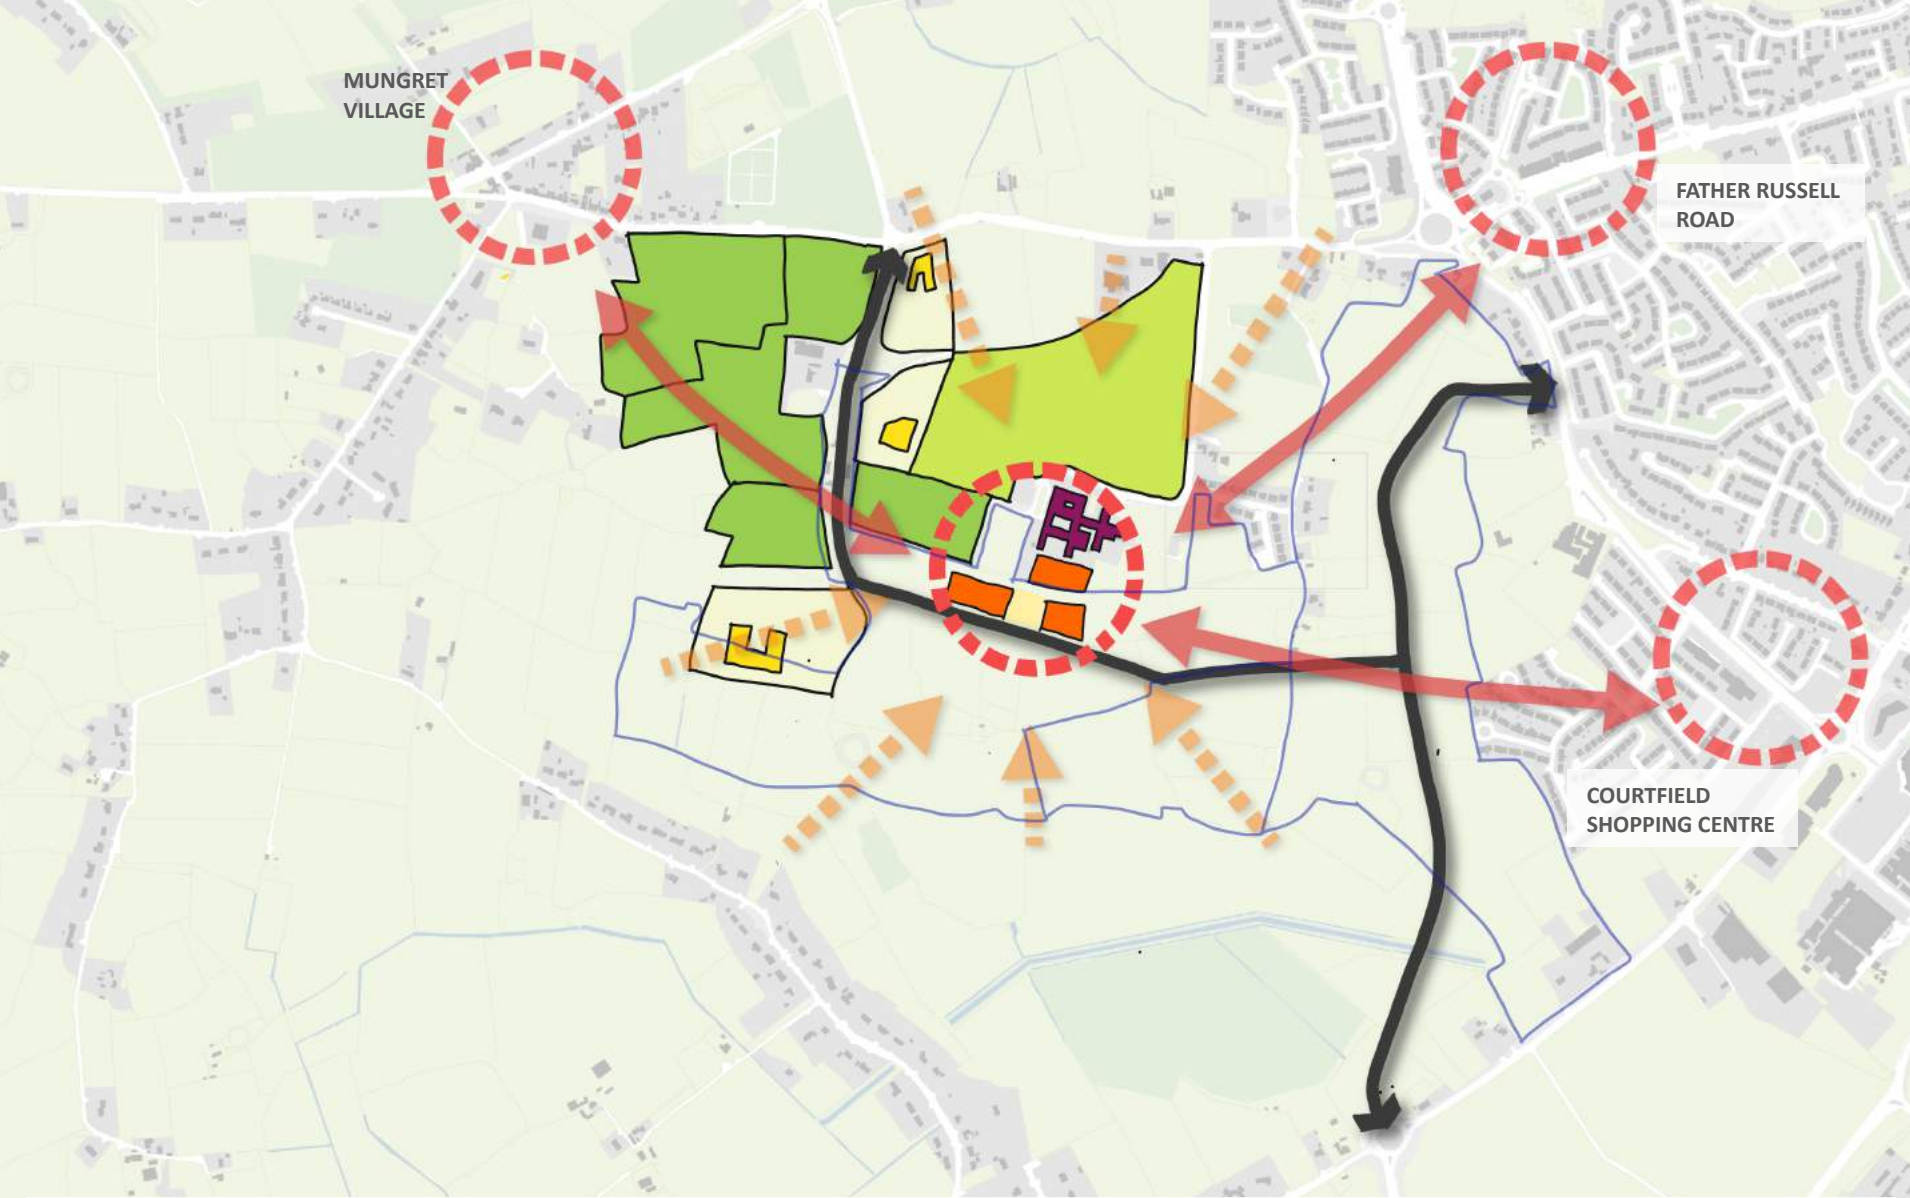 MUNGRET
VILLAGE
FATHER RUSSELL
ROAD
COURTFIELD
SHOPPING CENTRE